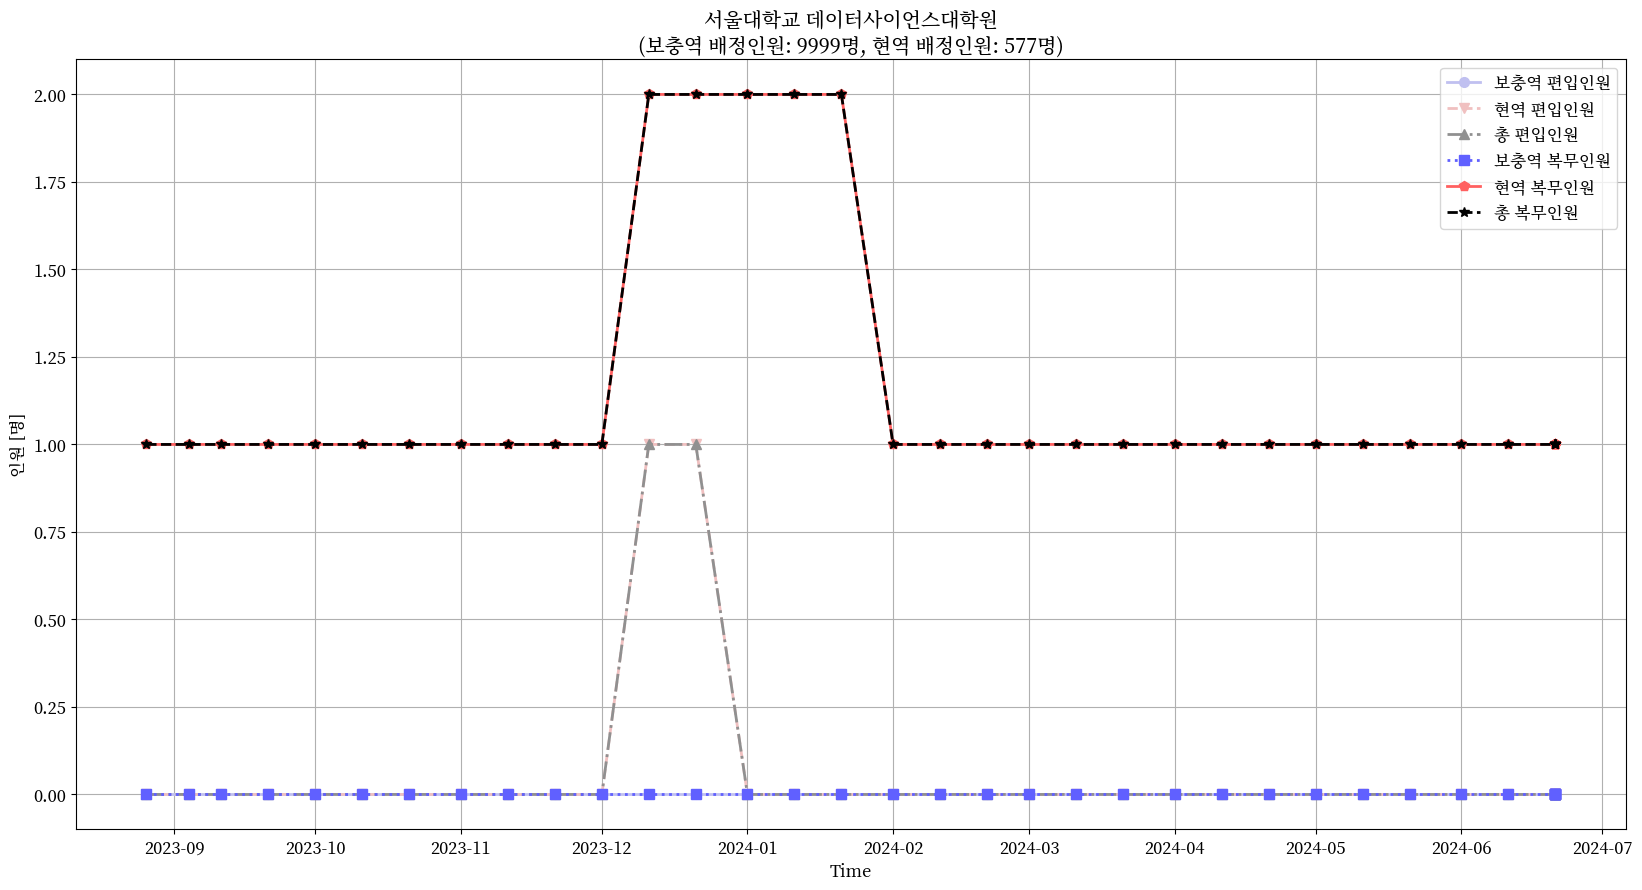 서울대학교 데이터사이언스대학원
(보충역 배정인원: 9999명, 현역 배정인원: 577명)
보충역 편입인원
현역 편입인원
총 편입인원
보충역 복무인원
현역 복무인원
총 복무인원
인원 [명]
2.00
1.75
1.50
1.25
1.00
0.75
0.50
0.25
0.00
2023-09
2023-10
2023-11
2023-12
2024-01
2024-02
2024-03
2024-04
2024-05
2024-06
2024-07
Time